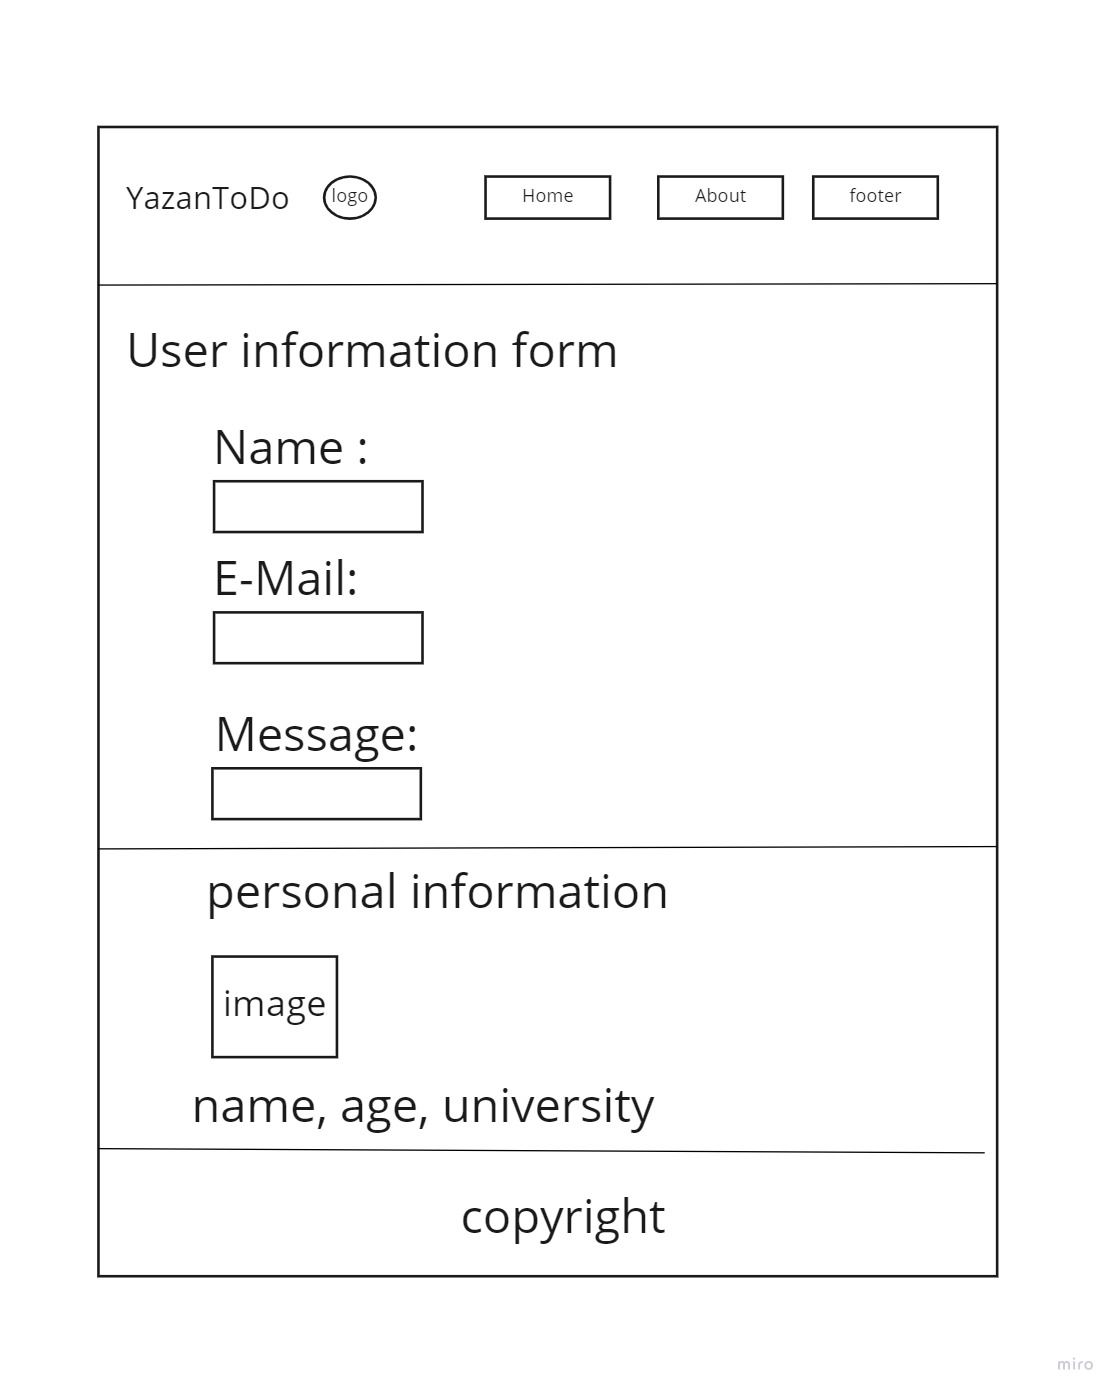 YazanToDo logo Home About footer
User information form
Name :
E-Mail:
Message:
personal information
image
name, age, university
copyright
miro